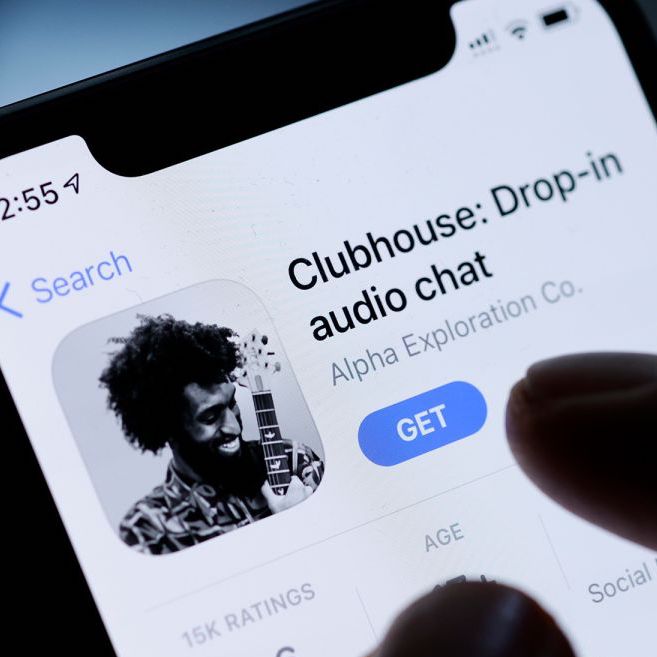 2:55
Search
Clubhouse: Drop-in
audio chat
Alpha Exploration Co.
GET
15K RATINGS
AGE
Social